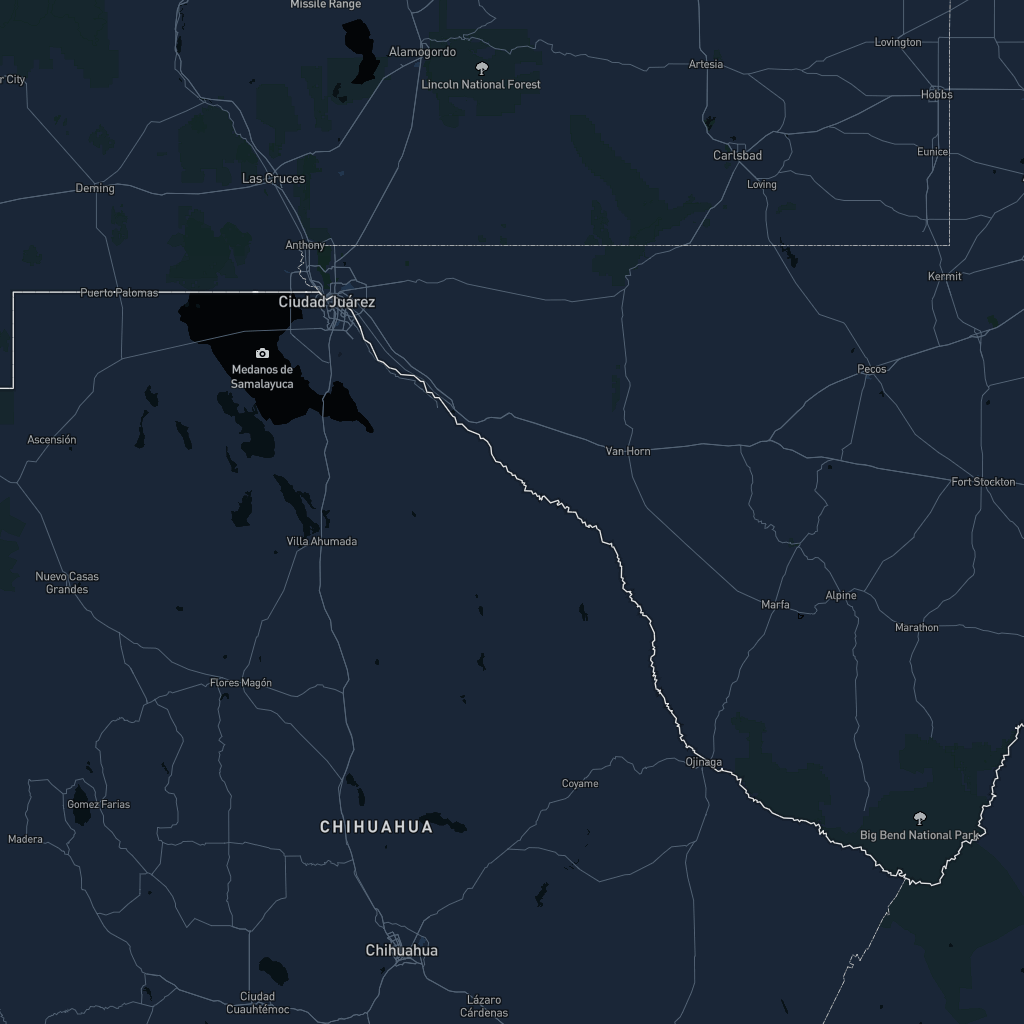 Missile Range
Alamogordo
Lovington
Artesia
r City
Lincoln National Forest
Hobbs
Carlsbad
Eunice
Las Cruces
Loving
Deming
Anthony
Kermit
Puerto Palomas
Ciudad Juárez
Medanos de
Samalayuca
Pecos
Ascensión
Van Horn
Fort Stockton
Villa Ahumada
Nuevo Casas
Grandes
Alpine
Marfa
Marathon
Flores Magón
Ojinaga
Coyame
Gomez Farias
CHIHUAHUA
Big Bend National Park
Madera
Chihuahua
Ciudad
Cuauhtémoc
Lázaro
Cárdenas